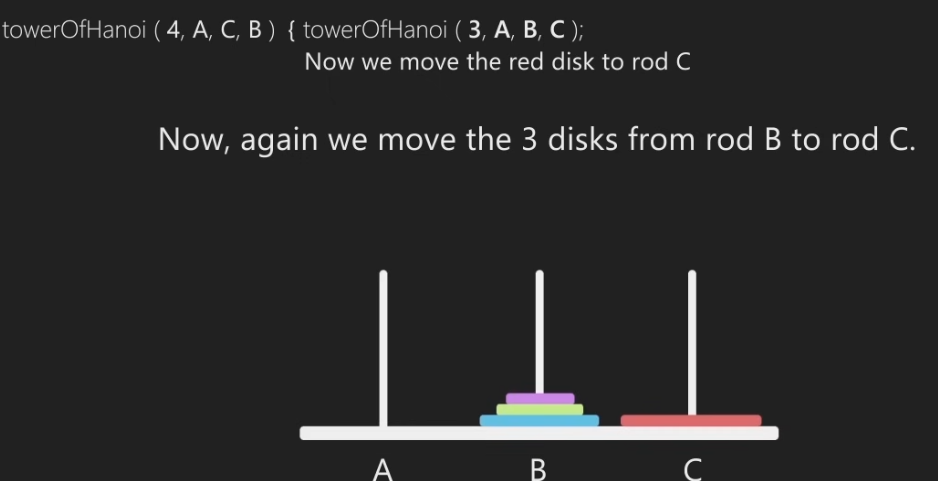 towerOfHanoi ( 4, A, C, B ) { towerOfHanoi ( 3, A, B, C );
Now we move the red disk to rod C
Now, again we move the 3 disks from rod B to rod C.
A B C